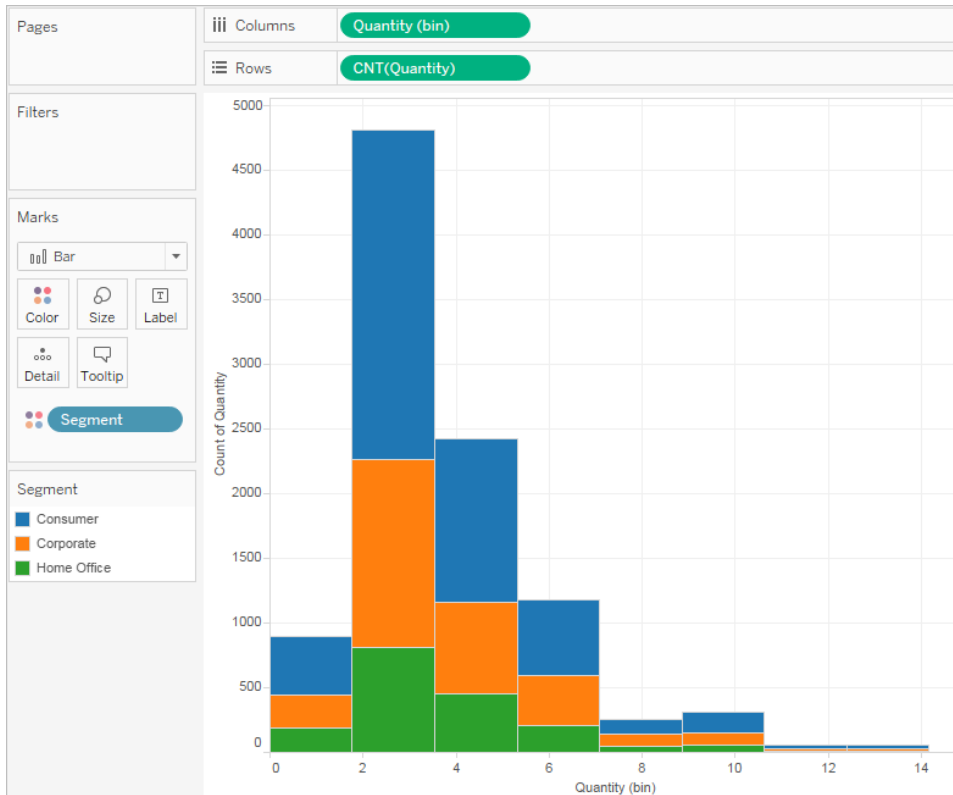 Pages
Columns
Quantity (bin)
Rows
CNT(Quantity)
Filters
Marks
Bar
Color
Size
T
Label
Detail
Tooltip
Segment
Segment
Consumer
Corporate
Home Office
5000
4500
4000
3500
3000
2500
2000
1500
1000
500
0
Count of Quantity
0 2 4 6 8 10 12 14
Quantity (bin)